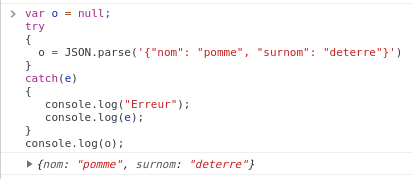 var o = null;
try
{
  o = JSON.parse('{"nom": "pomme", "surnom": "deterre"}')
}
catch(e)
{
   console.log("Erreur");
   console.log(e);
}
console.log(o);
{nom: "pomme", surnom: "deterre"}